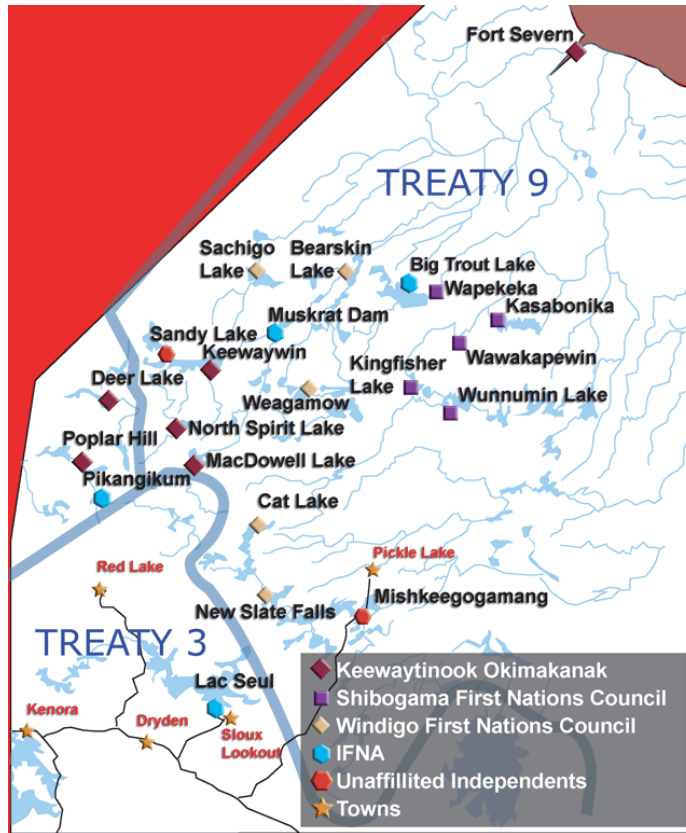 Fort Severn
TREATY 9
Sachigo
Lake
Bearskin
Lake
Big Trout Lake
Wapekeka
Kasabonika
Muskrat Dam
Sandy Lake
Keewaywin
Wawakapewin
Kingfisher
Lake
Deer Lake
Weagamow
Wunnumin Lake
North Spirit Lake
Poplar Hill
MacDowell Lake
Pikangikum
Cat Lake
Pickle Lake
Red Lake
Mishkeegogamang
New Slate Falls
TREATY 3
Lac Seul
Kenora
Dryden
Sioux
Lookout
Keewaytinook Okimakanak
Shibogama First Nations Council
Windigo First Nations Council
IFNA
Unaffillited Independents
Towns